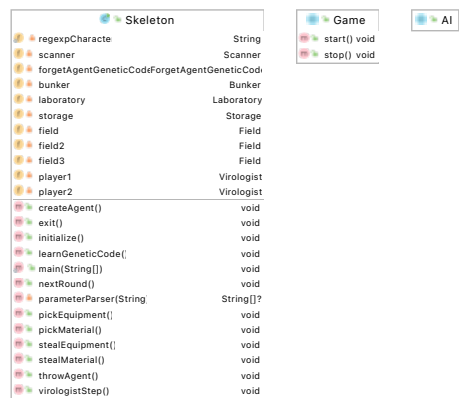 Skeleton
regexpCharacte String
scanner Scanner
forgetAgentGeneticCode ForgetAgentGeneticCode
bunker Bunker
laboratory Laboratory
storage Storage
field Field
field2 Field
field3 Field
player1 Virologist
player2 Virologist
createAgent() void
exit() void
initialize() void
learnGeneticCode() void
main(String[]) void
nextRound() void
parameterParser(String String[]?
pickEquipment() void
pickMaterial() void
stealEquipment() void
stealMaterial() void
throwAgent() void
virologistStep() void
Game
start() void
stop() void
AI